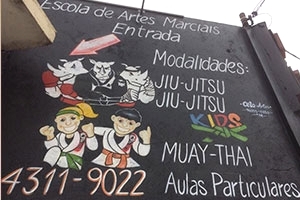 Escola de Artes Marciais
Entrada
Modalidades:
JIU-JITSU
JIU-JITSU
KIDS
MUAY-THAI
4311-9022
Aulas Particulares